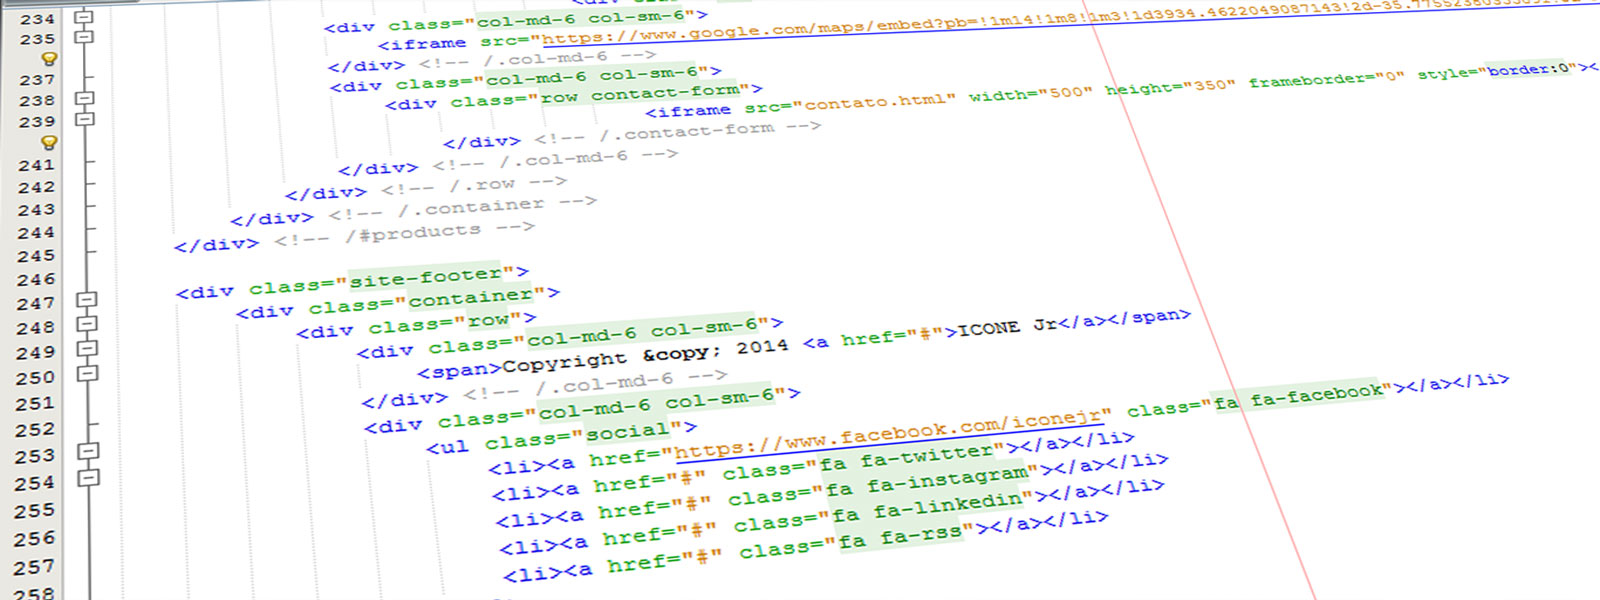 234
235
237
238
239
241
242
243
244
245
246
247
248
249
250
251
252
253
254
255
256
257
258
<div class="col-md-6 col-sm-6">
<iframe src="https://www.google.com/maps/embed?pb=!1m14!1m8!1m3!1d3934.4622049087143!2d-35.
</div> <!-- /.col-md-6 -->
<div class="col-md-6 col-sm-6">
<div class="row contact-form">
<iframe src="contato.html" width="500" height="350" frameborder="0" style="border:0"><
</div> <!-- /.contact-form -->
</div> <!-- /.col-md-6 -->
</div> <!-- /.row -->
</div> <!-- /.container -->
</div> <!-- /#products -->
<div class="site-footer">
<div class="container">
<div class="row">
<div class="col-md-6 col-sm-6">
<span>Copyright &copy; 2014 <a href="#">ICONE Jr</a></span>
</div> <!-- /.col-md-6 -->
<div class="col-md-6 col-sm-6">
<ul class="social">
<li><a href="https://www.facebook.com/iconejr" class="fa fa-facebook"></a></li>
<li><a href="#" class="fa fa-twitter"></a></li>
<li><a href="#" class="fa fa-instagram"></a></li>
<li><a href="#" class="fa fa-linkedin"></a></li>
<li><a href="#" class="fa fa-rss"></a></li>